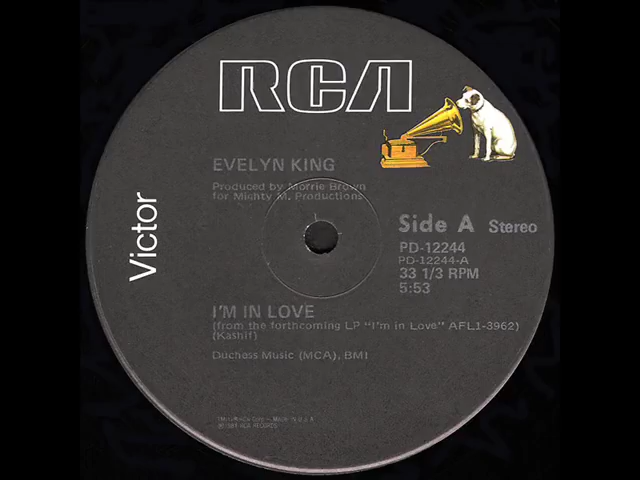 RCA
Victor
EVELYN KING
Produced by Morrie Brown
for Mighty M. Productions
Side A Stereo
PD-12244
PD-12244-A
33 1/3 RPM
5:53
I'M IN LOVE
(from the forthcoming LP "I'm in Love" AFL1-3962)
(Kashif)
Duchess Music (MCA), BMI